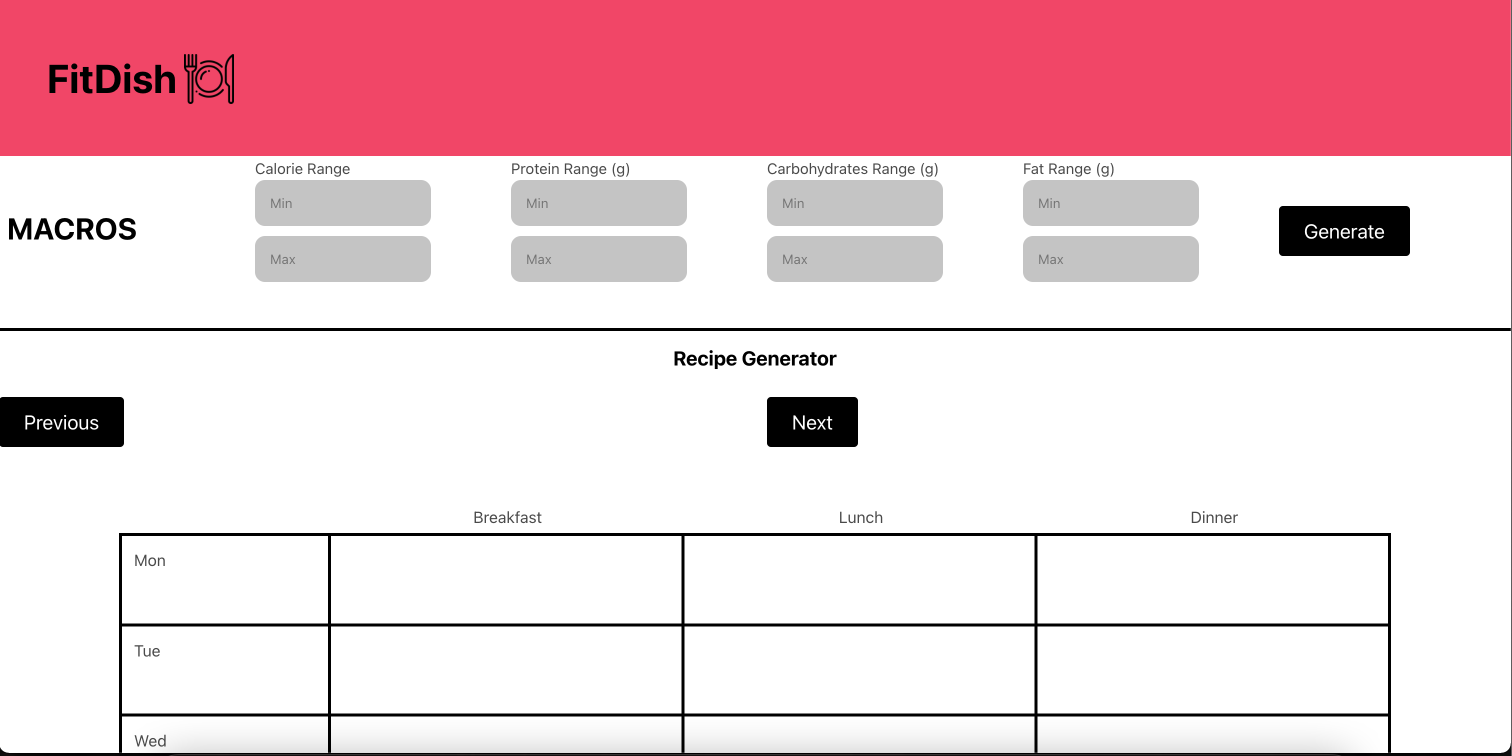 FitDish
Calorie Range
Protein Range (g)
Carbohydrates Range (g)
Fat Range (g)
Min
Min
Min
Min
MACROS
Generate
Max
Max
Max
Max
Recipe Generator
Previous
Next
Breakfast
Lunch
Dinner
Mon
Tue
Wed